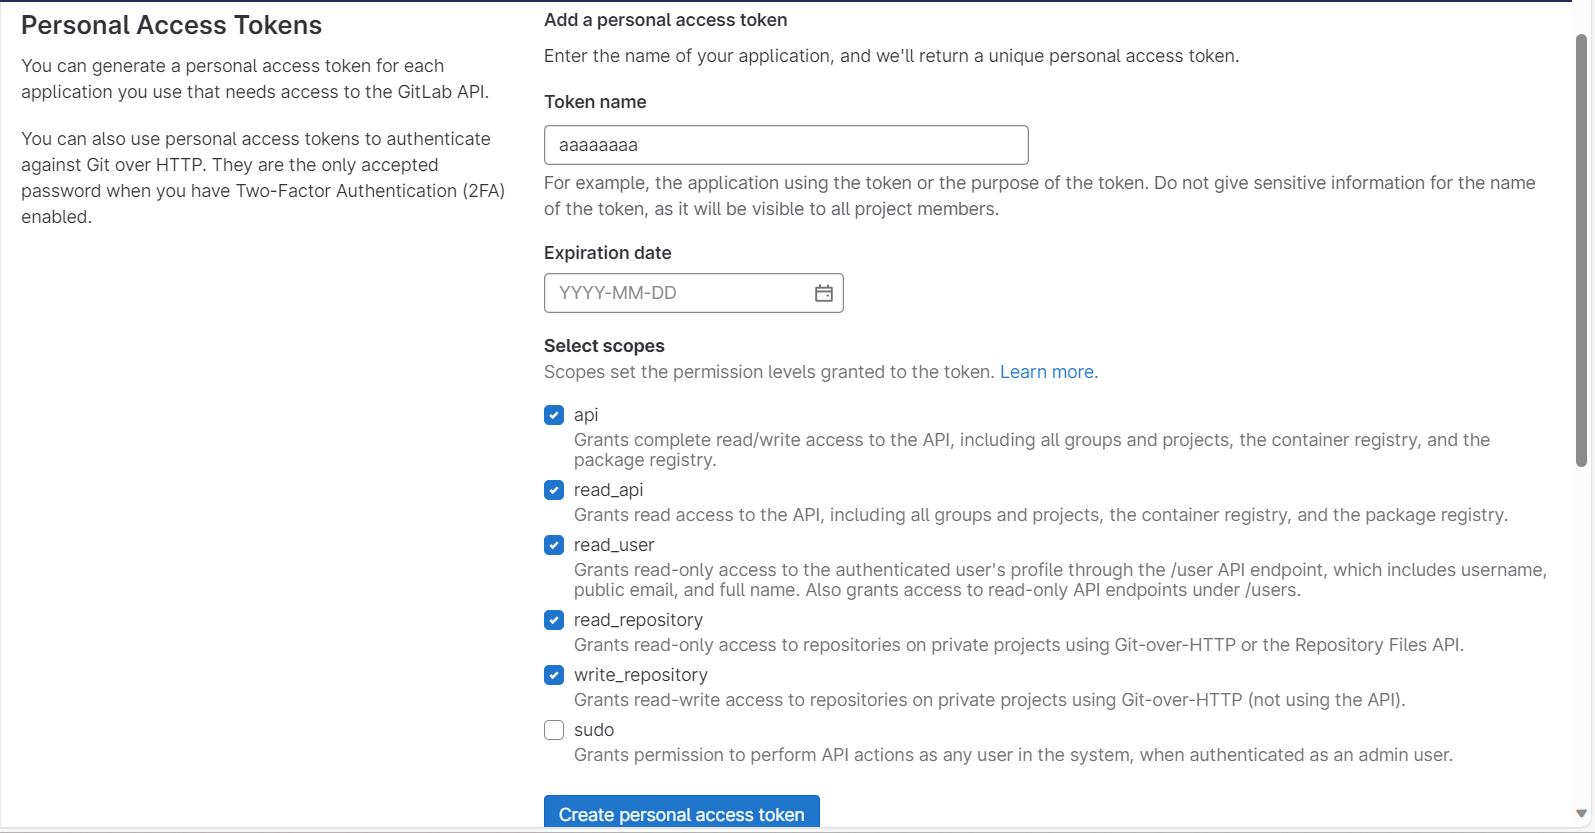 Personal Access Tokens
You can generate a personal access token for each
application you use that needs access to the GitLab API.
You can also use personal access tokens to authenticate
against Git over HTTP. They are the only accepted
password when you have Two-Factor Authentication (2FA)
enabled.
Add a personal access token
Enter the name of your application, and we'll return a unique personal access token.
Token name
aaaaaaaa
For example, the application using the token or the purpose of the token. Do not give sensitive information for the name
of the token, as it will be visible to all project members.
Expiration date
YYYY-MM-DD
Select scopes
Scopes set the permission levels granted to the token. Learn more.
api
Grants complete read/write access to the API, including all groups and projects, the container registry, and the
package registry.
read_api
Grants read access to the API, including all groups and projects, the container registry, and the package registry.
read_user
Grants read-only access to the authenticated user's profile through the /user API endpoint, which includes username,
public email, and full name. Also grants access to read-only API endpoints under /users.
read_repository
Grants read-only access to repositories on private projects using Git-over-HTTP or the Repository Files API.
write_repository
Grants read-write access to repositories on private projects using Git-over-HTTP (not using the API).
sudo
Grants permission to perform API actions as any user in the system, when authenticated as an admin user.
Create personal access token